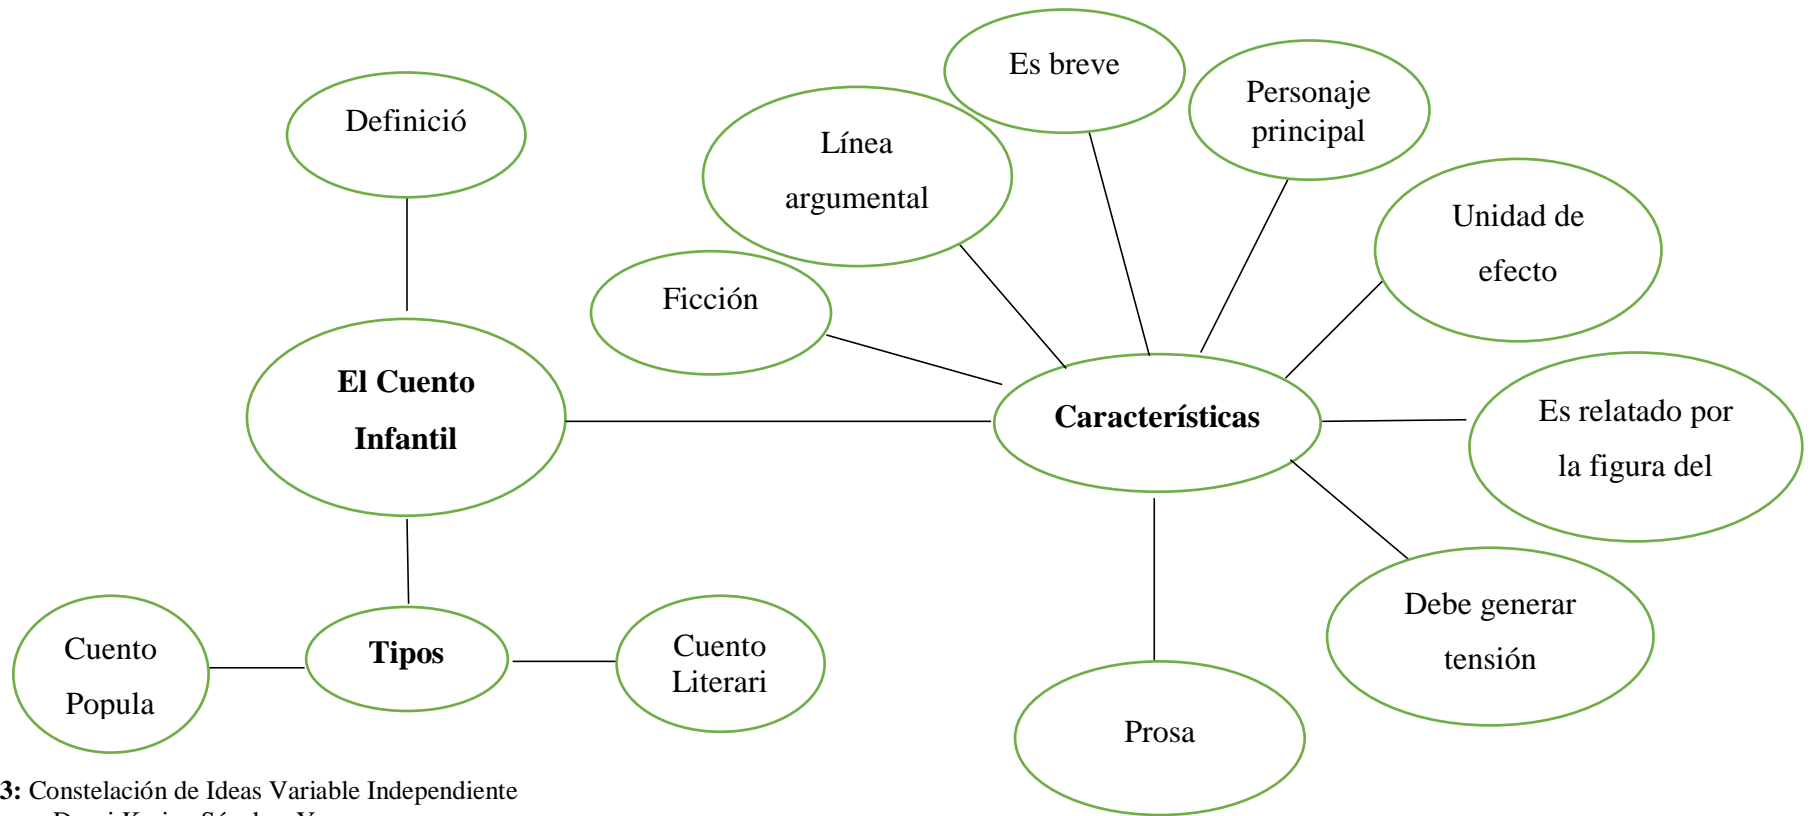 Definició
El Cuento
Infantil
Tipos
Cuento
Popula
Cuento
Literari
Características
Ficción
Línea
argumental
Es breve
Personaje
principal
Unidad de
efecto
Es relatado por
la figura del
Debe generar
tensión
Prosa
3: Constelación de Ideas Variable Independiente